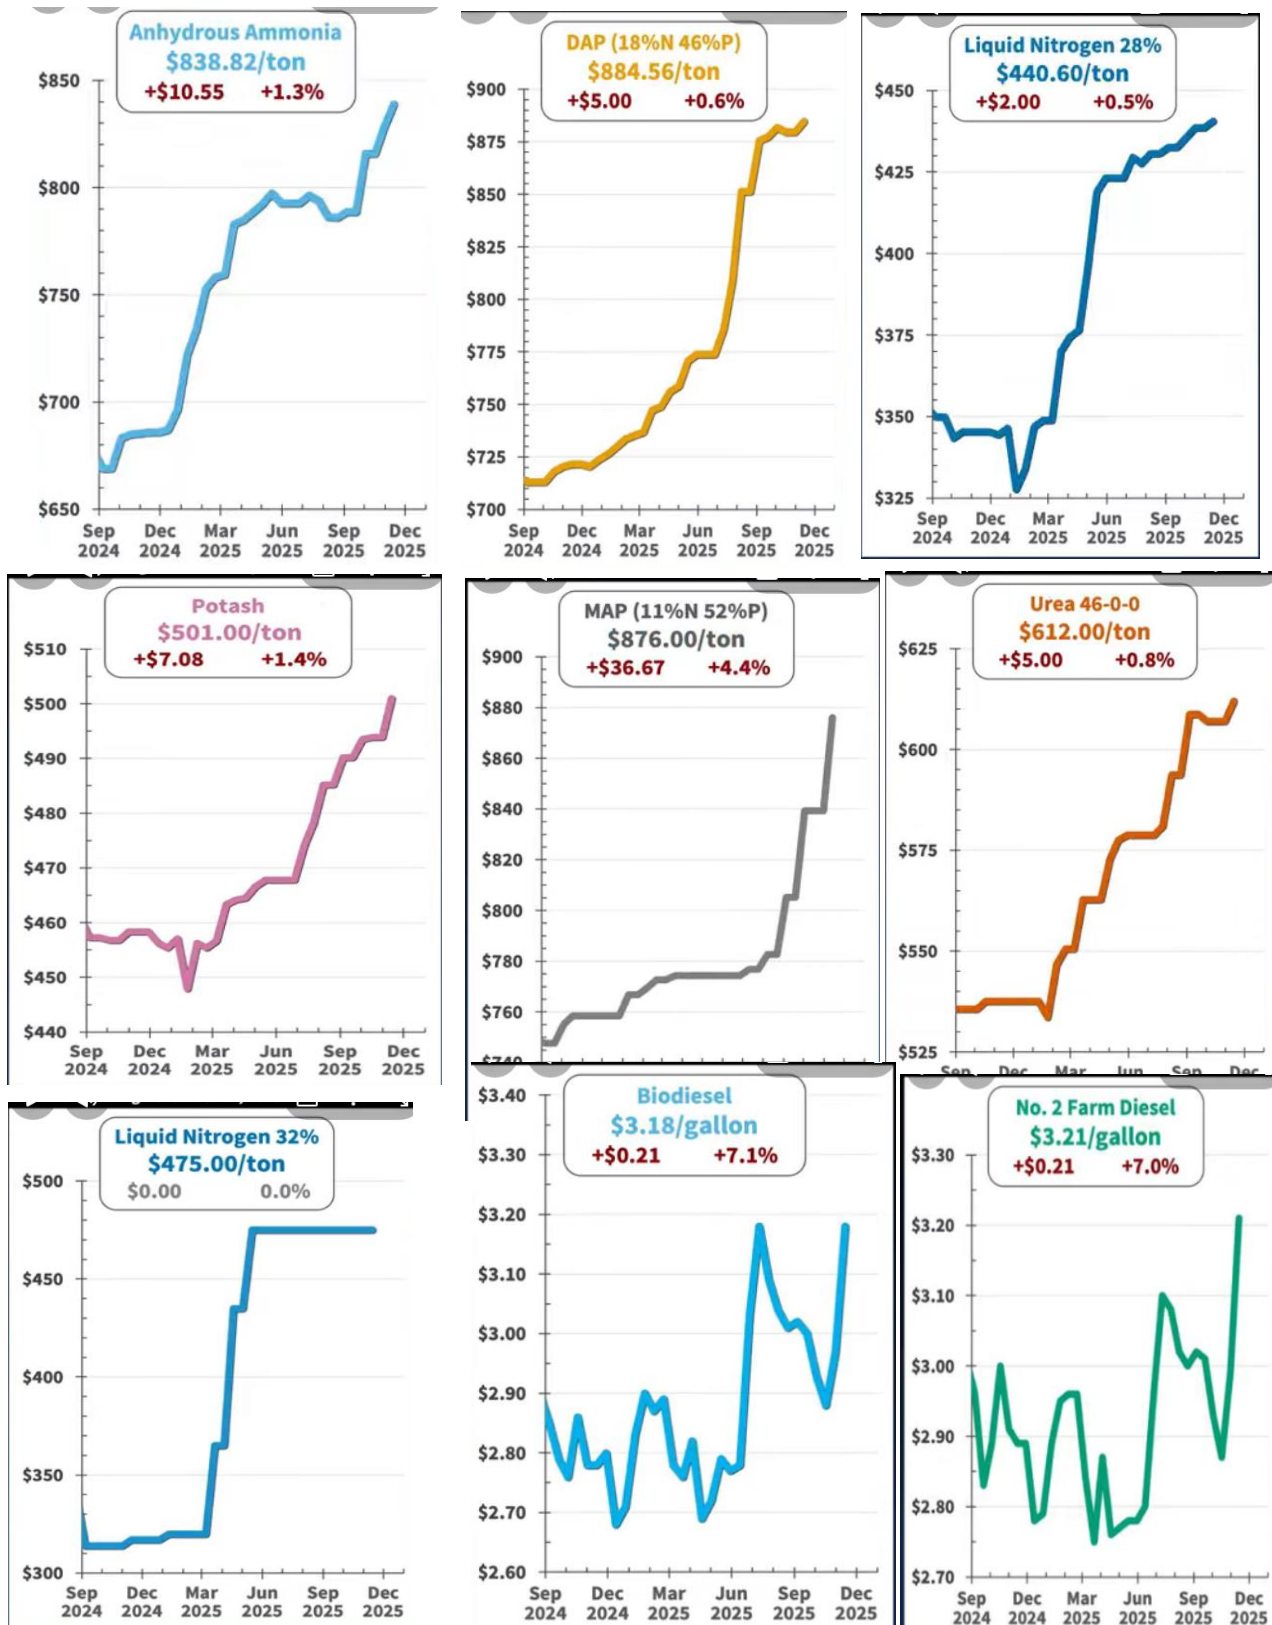 Anhydrous Ammonia
$838.82/ton
+$10.55 +1.3%
$850
$800
$750
$700
$650
Sep Dec Mar Jun Sep Dec
2024 2024 2025 2025 2025 2025
DAP (18%N 46%P)
$884.56/ton
+$5.00 +0.6%
$900
$875
$850
$825
$800
$775
$750
$725
$700
Sep Dec Mar Jun Sep Dec
2024 2024 2025 2025 2025 2025
Liquid Nitrogen 28%
$440.60/ton
+$2.00 +0.5%
$450
$425
$400
$375
$350
$325
Sep Dec Mar Jun Sep Dec
2024 2024 2025 2025 2025 2025
Potash
$501.00/ton
+$7.08 +1.4%
$510
$500
$490
$480
$470
$460
$450
$440
Sep Dec Mar Jun Sep Dec
2024 2024 2025 2025 2025 2025
MAP (11%N 52%P)
$876.00/ton
+$36.67 +4.4%
$900
$880
$860
$840
$820
$800
$780
$760
$740
Urea 46-0-0
$612.00/ton
+$5.00 +0.8%
$625
$600
$575
$550
$525
Sep Dec Mar Jun Sep Dec
Liquid Nitrogen 32%
$475.00/ton
$0.00 0.0%
$500
$450
$400
$350
$300
Sep Dec Mar Jun Sep Dec
2024 2024 2025 2025 2025 2025
Biodiesel
$3.18/gallon
+$0.21 +7.1%
$3.40
$3.30
$3.20
$3.10
$3.00
$2.90
$2.80
$2.70
$2.60
Sep Dec Mar Jun Sep Dec
2024 2024 2025 2025 2025 2025
No. 2 Farm Diesel
$3.21/gallon
+$0.21 +7.0%
$3.30
$3.20
$3.10
$3.00
$2.90
$2.80
$2.70
Sep Dec Mar Jun Sep Dec
2024 2024 2025 2025 2025 2025